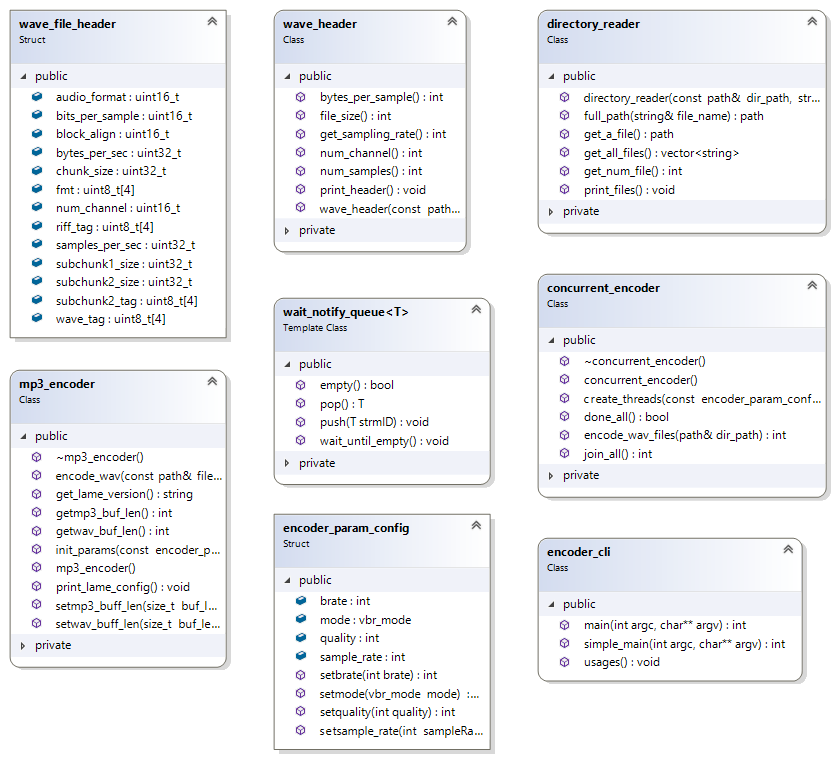 wave_file_header
Struct
public
audio_format : uint16_t
bits_per_sample : uint16_t
block_align : uint16_t
bytes_per_sec : uint32_t
chunk_size : uint32_t
fmt : uint8_t[4]
num_channel : uint16_t
riff_tag : uint8_t[4]
samples_per_sec : uint32_t
subchunk1_size : uint32_t
subchunk2_size : uint32_t
subchunk2_tag : uint8_t[4]
wave_tag : uint8_t[4]
mp3_encoder
Class
public
~mp3_encoder()
encode_wav(const path& file...
get_lame_version() : string
getmp3_buf_len() : int
getwav_buf_len() : int
init_params(const encoder_p...
mp3_encoder()
print_lame_config() : void
setmp3_buff_len(size_t buf_l...
setwav_buff_len(size_t buf_le...
private
wave_header
Class
public
bytes_per_sample() : int
file_size() : int
get_sampling_rate() : int
num_channel() : int
num_samples() : int
print_header() : void
wave_header(const path...
private
wait_notify_queue<T>
Template Class
public
empty() : bool
pop() : T
push(T strmID) : void
wait_until_empty() : void
private
encoder_param_config
Struct
public
brate : int
mode : vbr_mode
quality : int
sample_rate : int
setbrate(int brate) : int
setmode(vbr_mode mode) :...
setquality(int quality) : int
setsample_rate(int sampleRa...
directory_reader
Class
public
directory_reader(const path& dir_path, str...
full_path(string& file_name) : path
get_a_file() : path
get_all_files() : vector<string>
get_num_file() : int
print_files() : void
private
concurrent_encoder
Class
public
~concurrent_encoder()
concurrent_encoder()
create_threads(const encoder_param_conf...
done_all() : bool
encode_wav_files(path& dir_path) : int
join_all() : int
private
encoder_cli
Class
public
main(int argc, char** argv) : int
simple_main(int argc, char** argv) : int
usages() : void